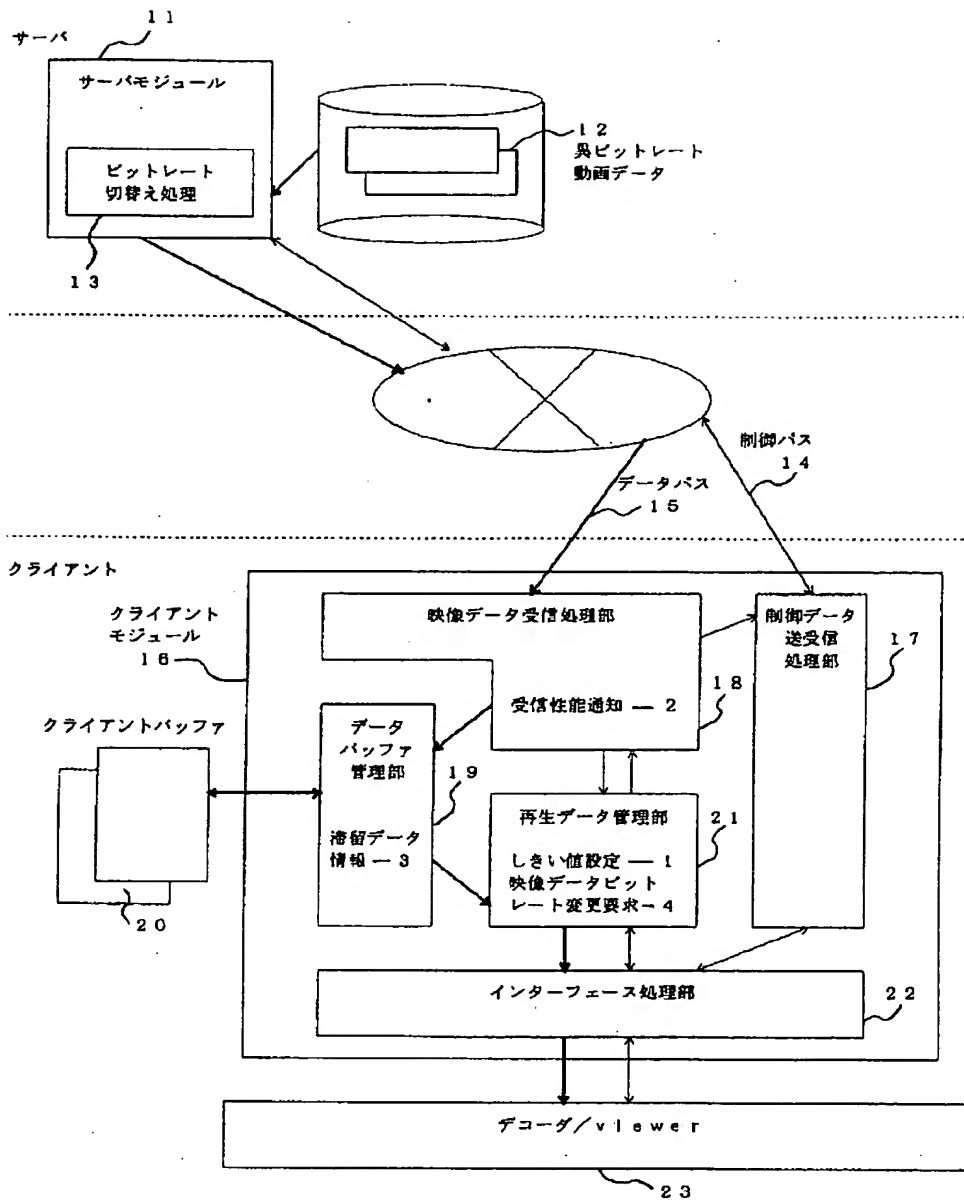 サーバ
11
サーバモジュール
ビットレート
切替え処理
13
12
異ビットレート
動画データ
制御パス
14
データパス
15
クライアント
クライアント
モジュール
16
映像データ受信処理部
受信性能通知 — 2
18
制御データ
送受信
処理部
17
クライアントバッファ
20
データ
バッファ
管理部
滞留データ
情報 — 3
19
再生データ管理部
しきい値設定 — 1
映像データビット
レート変更要求 — 4
21
インターフェース処理部
22
デコーダ/viewer
23